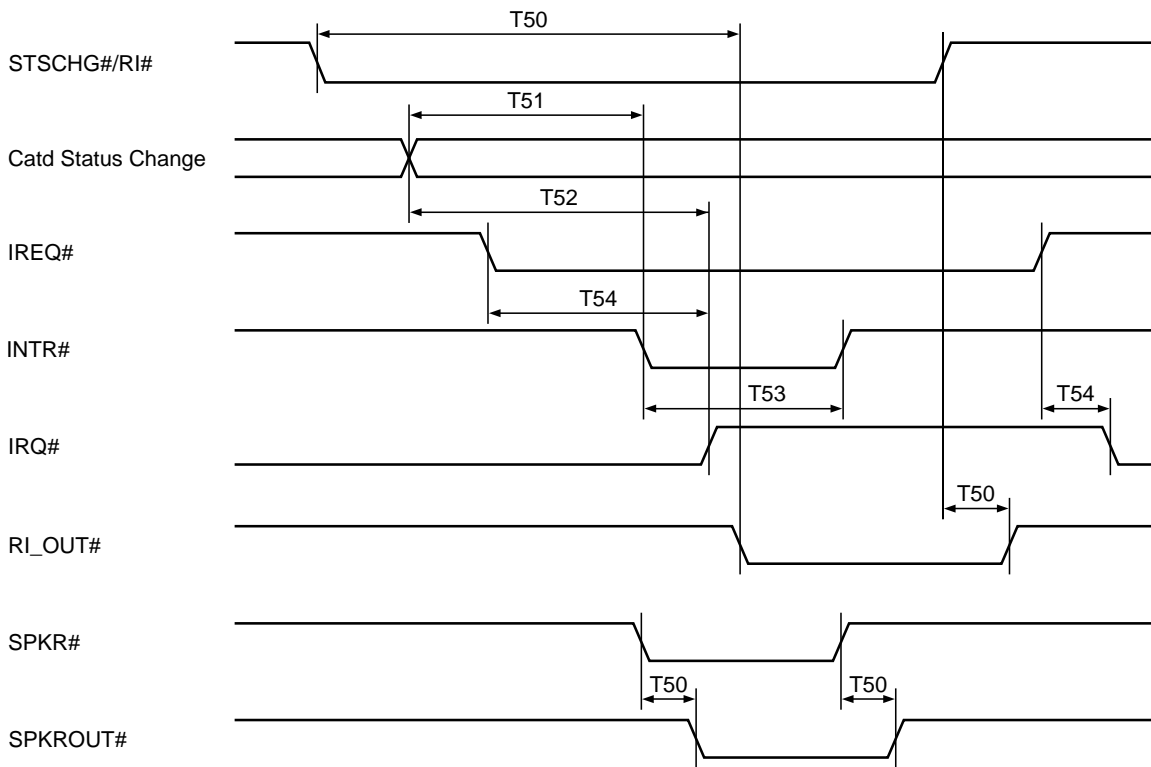 T50
STSCHG#/RI#
T51
Catd Status Change
T52
IREQ#
T54
INTR#
T53
T54
IRQ#
T50
RI_OUT#
SPKR#
T50
T50
SPKROUT#